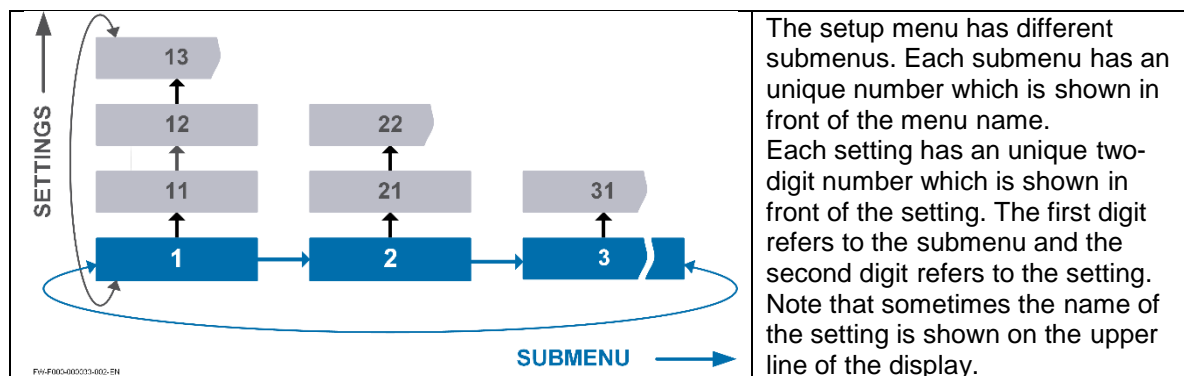 SETTINGS
13
12
22
11
21
31
1
2
3
SUBMENU
FW-F000-000000-002-EN
The setup menu has different
submenus. Each submenu has an
unique number which is shown in
front of the menu name.
Each setting has an unique two-
digit number which is shown in
front of the setting. The first digit
refers to the submenu and the
second digit refers to the setting.
Note that sometimes the name of
the setting is shown on the upper
line of the display.